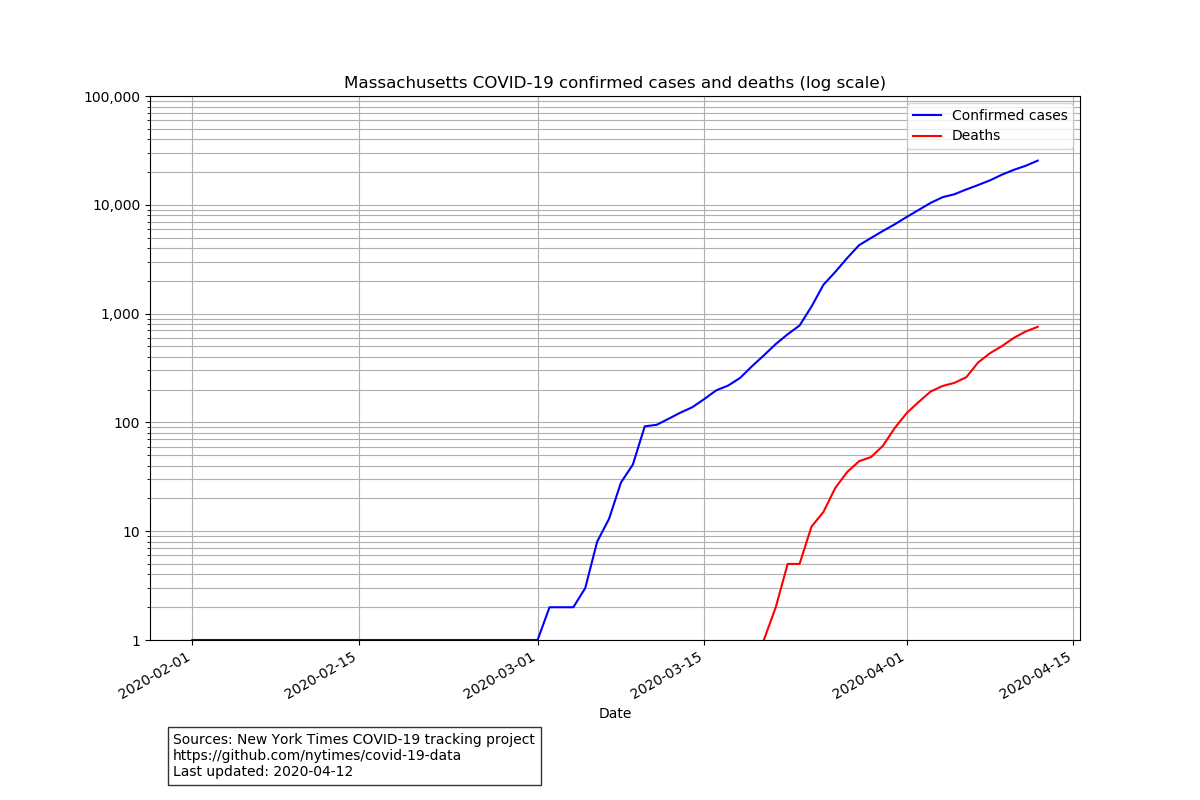 Massachusetts COVID-19 confirmed cases and deaths (log scale)
100,000
10,000
1,000
100
10
1
Confirmed cases
Deaths
2020-02-01
2020-02-15
2020-03-01
2020-03-15
2020-04-01
2020-04-15
Date
Sources: New York Times COVID-19 tracking project
https://github.com/nytimes/covid-19-data
Last updated: 2020-04-12